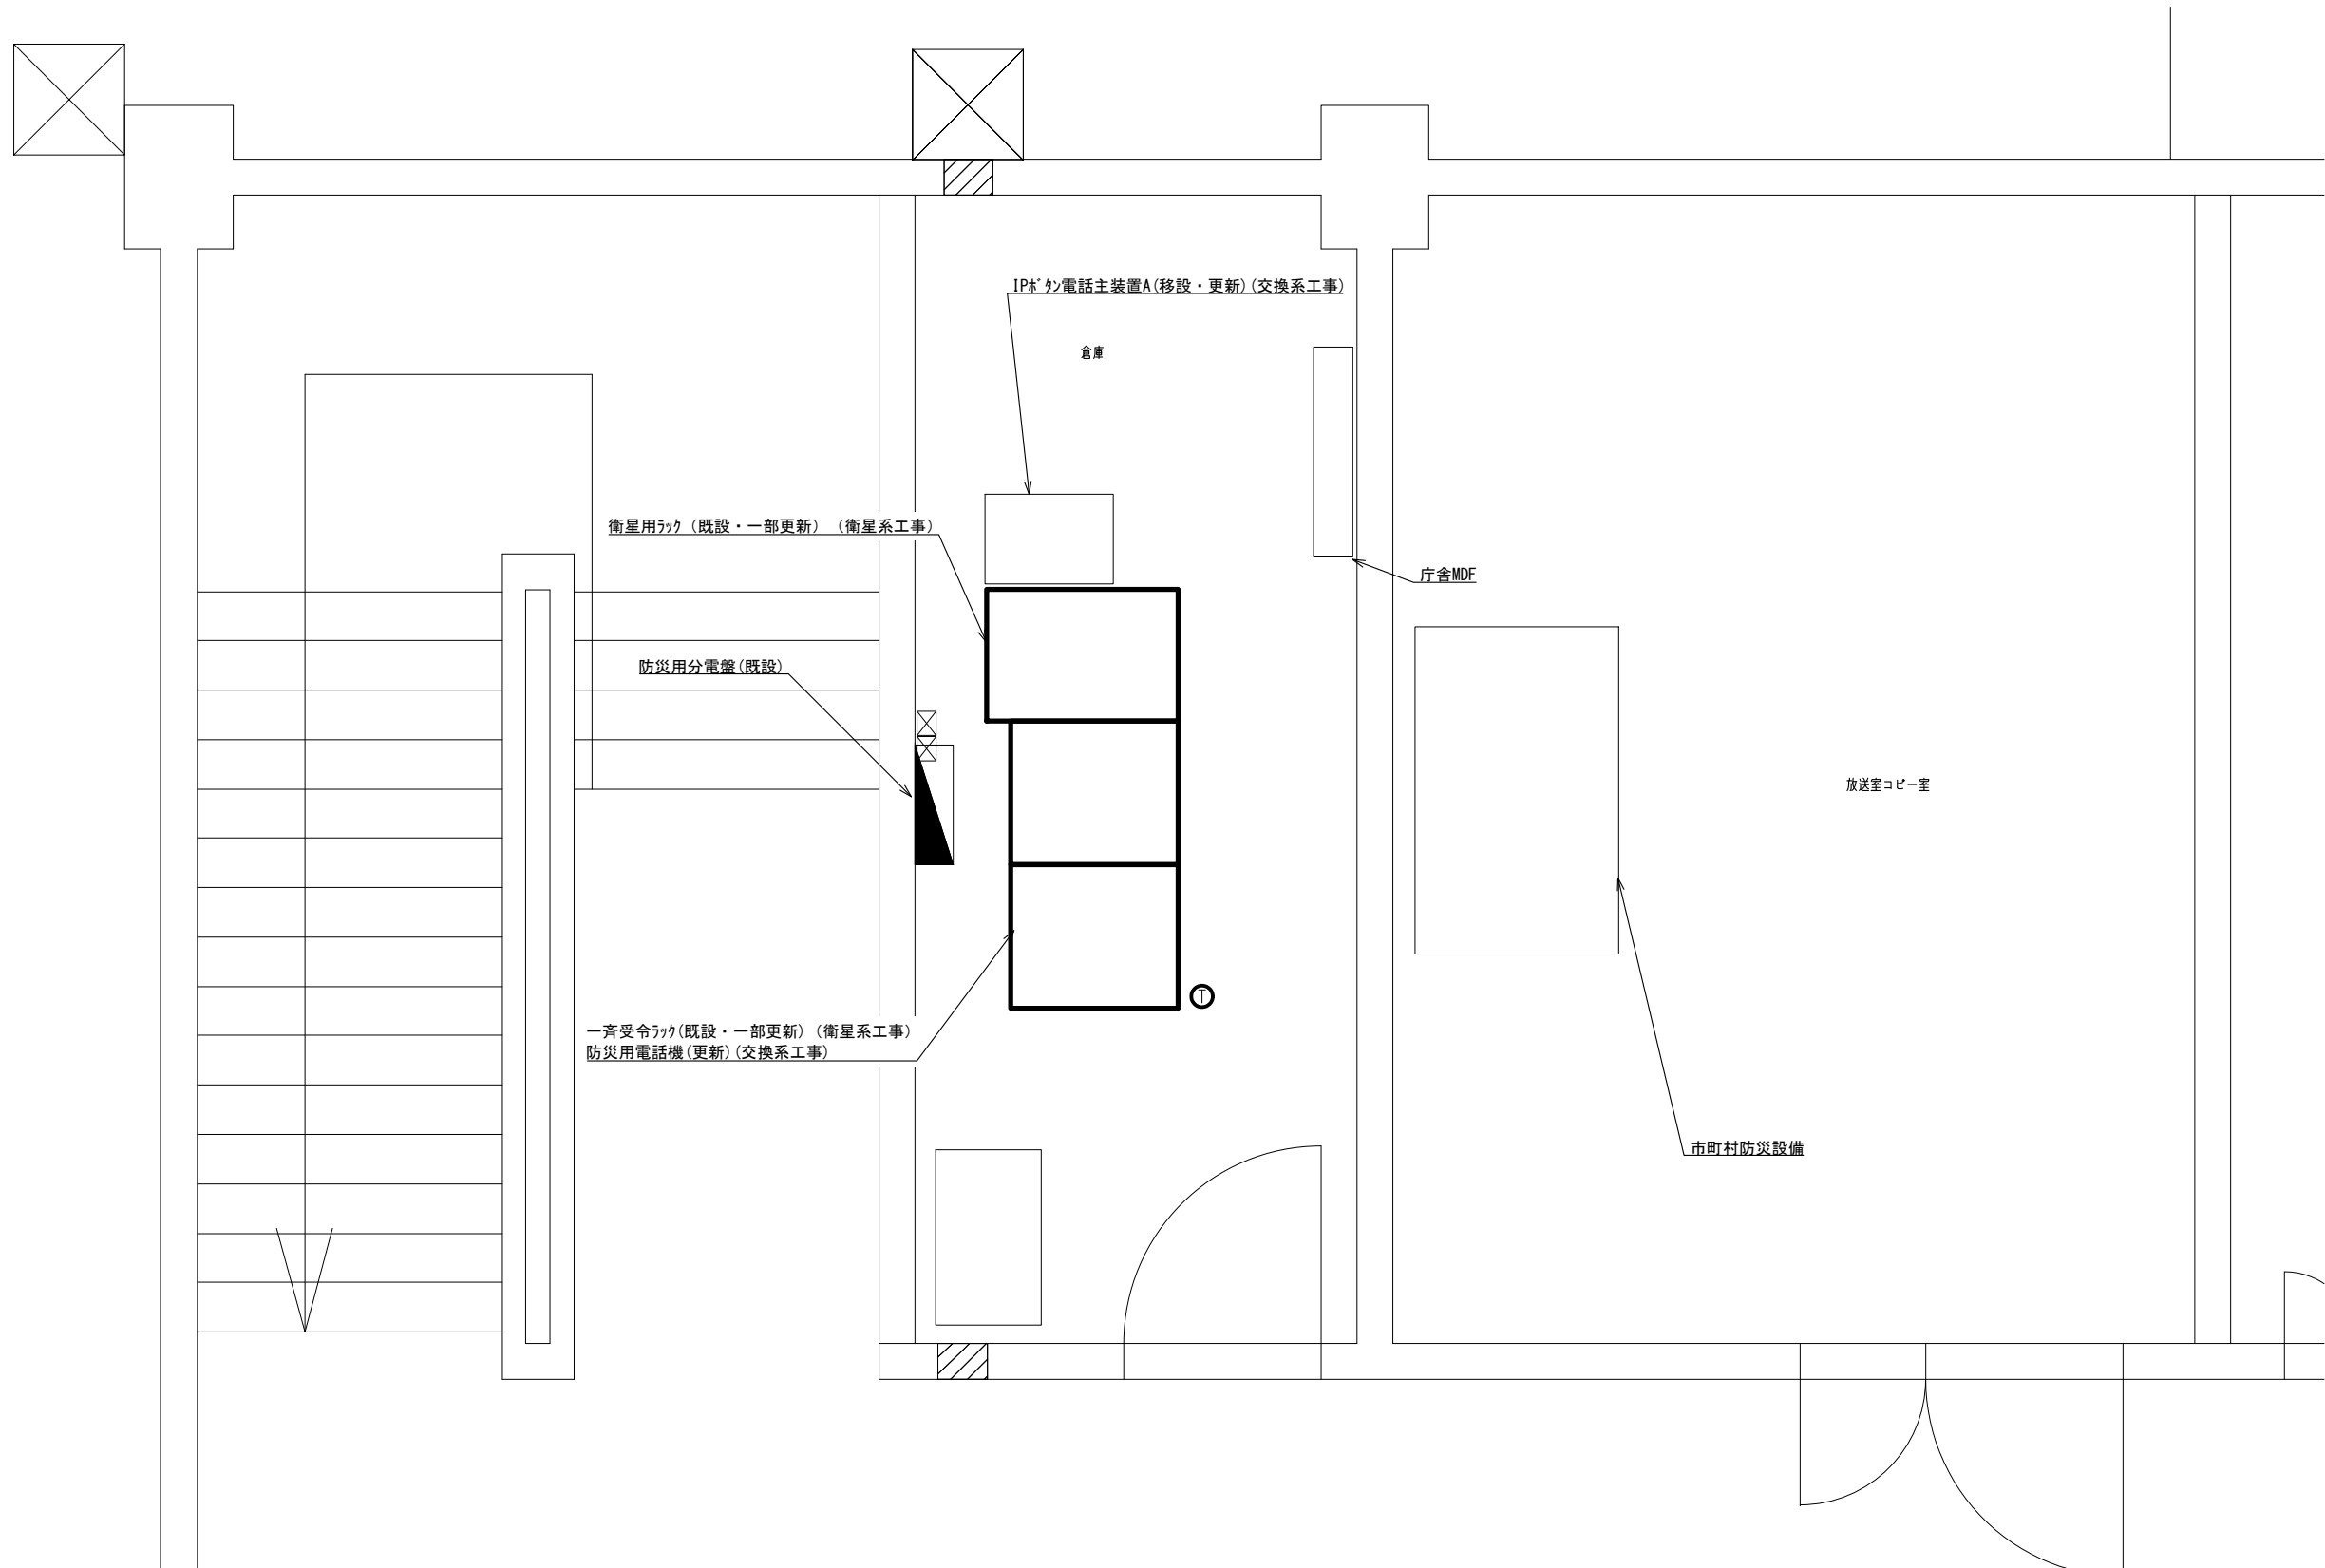 IPﾎﾞﾀﾝ電話主装置A(移設・更新)(交換系工事)
倉庫
衛星用ﾗｯｸ（既設・一部更新）（衛星系工事）
庁舎MDF
防災用分電盤(既設)
放送室コピー室
T
一斉受令ﾗｯｸ(既設・一部更新)（衛星系工事）
防災用電話機(更新)(交換系工事)
市町村防災設備